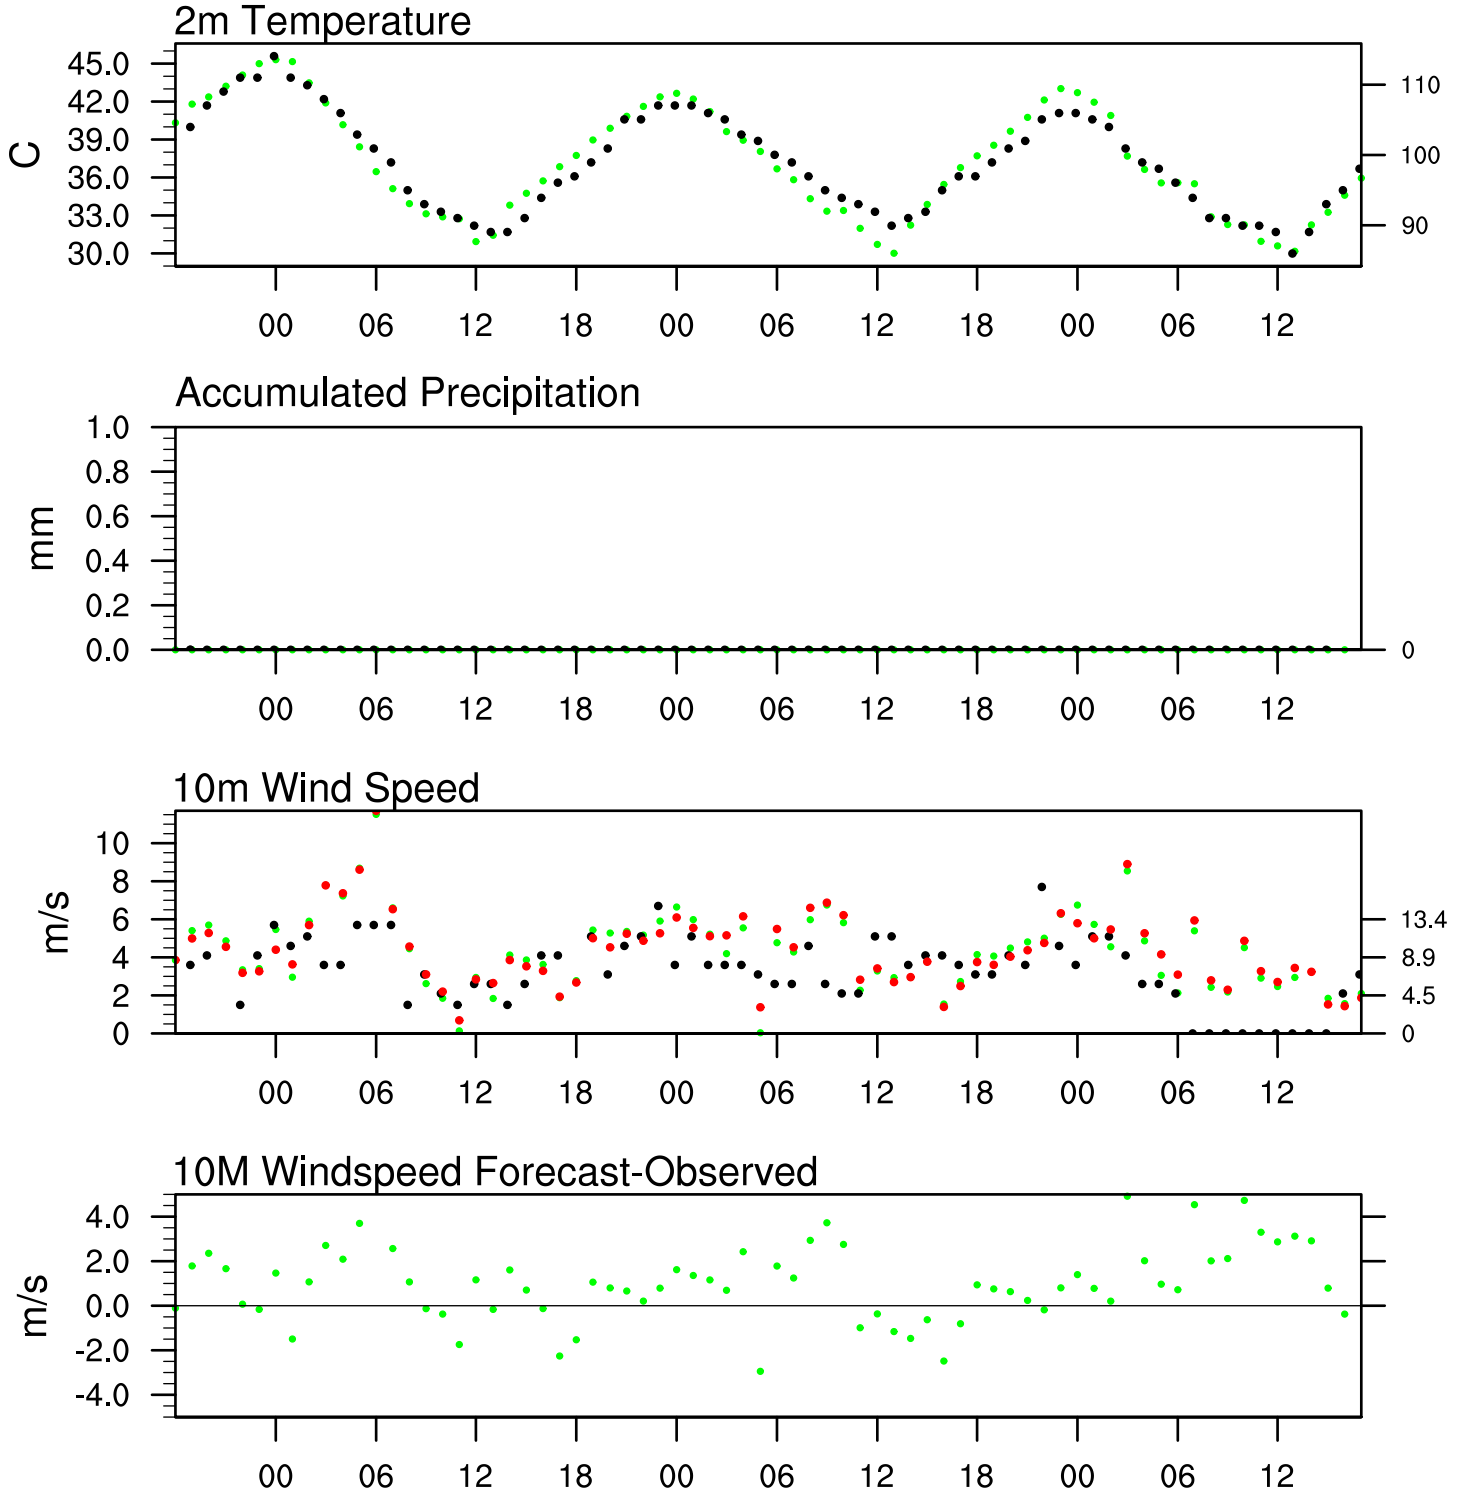 2m Temperature
45.0
42.0
39.0
36.0
33.0
30.0
C
110
100
90
00 06 12 18 00 06 12 18 00 06 12
Accumulated Precipitation
1.0
0.8
0.6
0.4
0.2
0.0
mm
0
00 06 12 18 00 06 12 18 00 06 12
10m Wind Speed
10
8
6
4
2
0
m/s
13.4
8.9
4.5
0
00 06 12 18 00 06 12 18 00 06 12
10M Windspeed Forecast-Observed
4.0
2.0
0.0
-2.0
-4.0
m/s
00 06 12 18 00 06 12 18 00 06 12